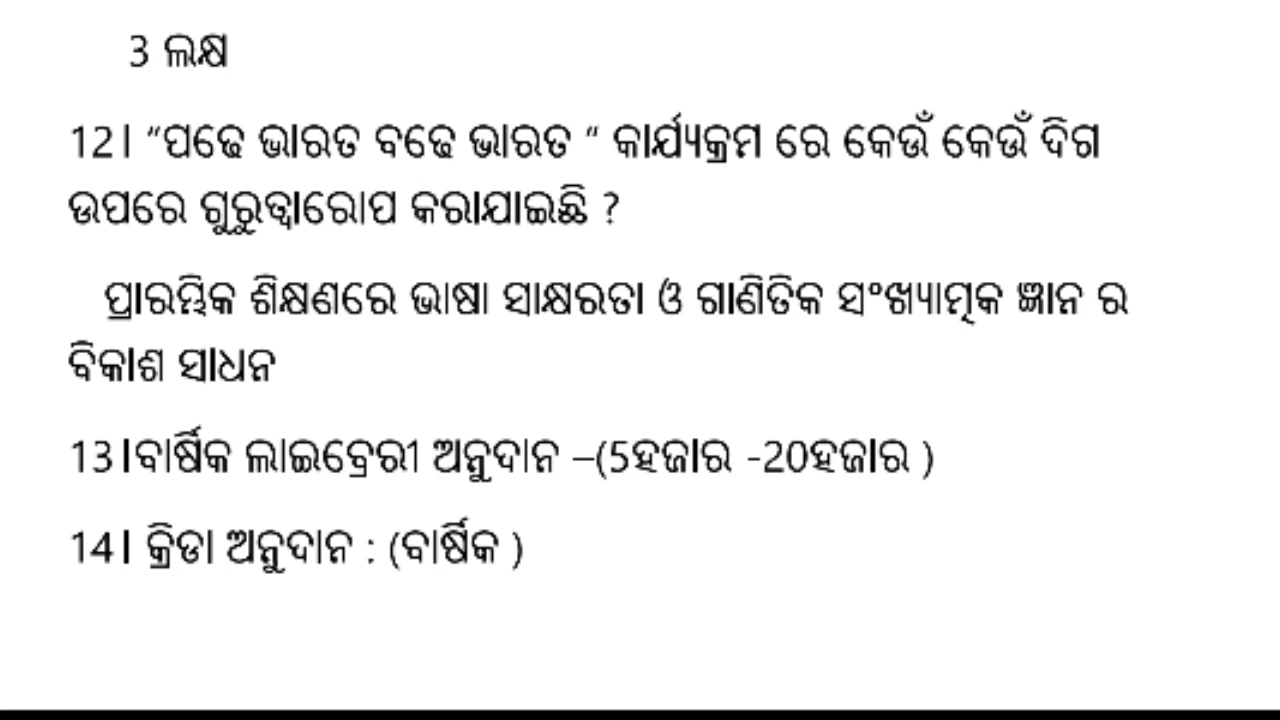 3 ଲକ୍ଷ
12। “ପଢେ ଭାରତ ବଢେ ଭାରତ “ କାର୍ଯ୍ୟକ୍ରମ ରେ କେଉଁ କେଉଁ ଦିଗ
ଉପରେ ଗୁରୁତ୍ୱାରୋପ କରାଯାଇଛି ?
ପ୍ରାରମ୍ଭିକ ଶିକ୍ଷଣରେ ଭାଷା ସାକ୍ଷରତା ଓ ଗାଣିତିକ ସଂଖ୍ୟାତ୍ମକ ଜ୍ଞାନ ର
ବିକାଶ ସାଧନ
13।ବାର୍ଷିକ ଲାଇବ୍ରେରୀ ଅନୁଦାନ –(5ହଜାର -20ହଜାର )
14। କ୍ରିଡା ଅନୁଦାନ : (ବାର୍ଷିକ )